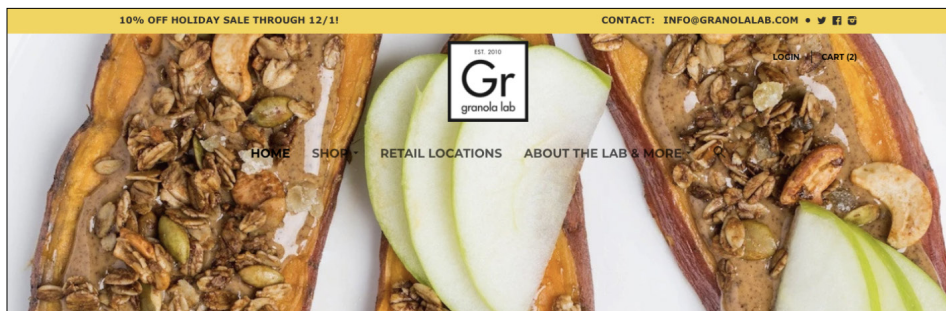 10% OFF HOLIDAY SALE THROUGH 12/1!
CONTACT: INFO@GRANOLALAB.COM
LOGIN | CART (2)
EST. 2010
Gr
granola lab
HOME SHOP RETAIL LOCATIONS ABOUT THE LAB & MORE